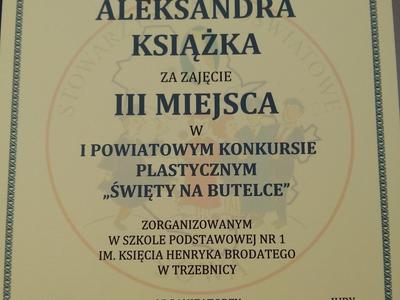 ALEKSANDRA
KSIĄŻKA
ZA ZAJĘCIE
III MIEJSCA
W
I POWIATOWYM KONKURSIE
PLASTYCZNYM
„ŚWIĘTY NA BUTELCE”
ZORGANIZOWANYM
W SZKOLE PODSTAWOWEJ NR 1
IM. KSIĘCIA HENRYKA BRODATEGO
W TRZEBNICY